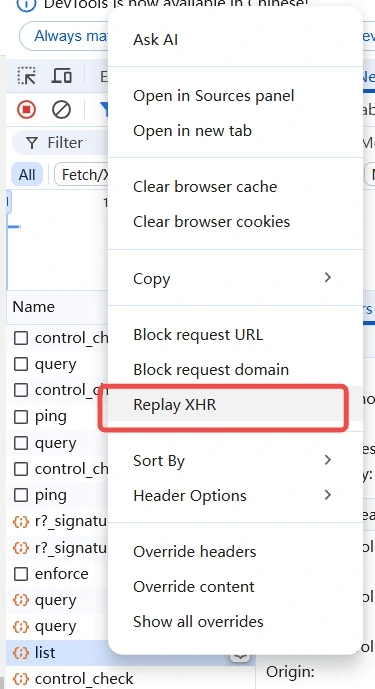 DevTools is now available in Chinese!
Always ma
Ask AI
Open in Sources panel
Open in new tab
Filter
All
Fetch/X
Clear browser cache
Clear browser cookies
Copy
Name
Block request URL
Block request domain
Replay XHR
Sort By
Header Options
Override headers
Override content
Show all overrides
control_ch
query
control_ch
ping
query
control_ch
ping
r?_signatu
r?_signatu
enforce
query
query
list
control_check
Origin: